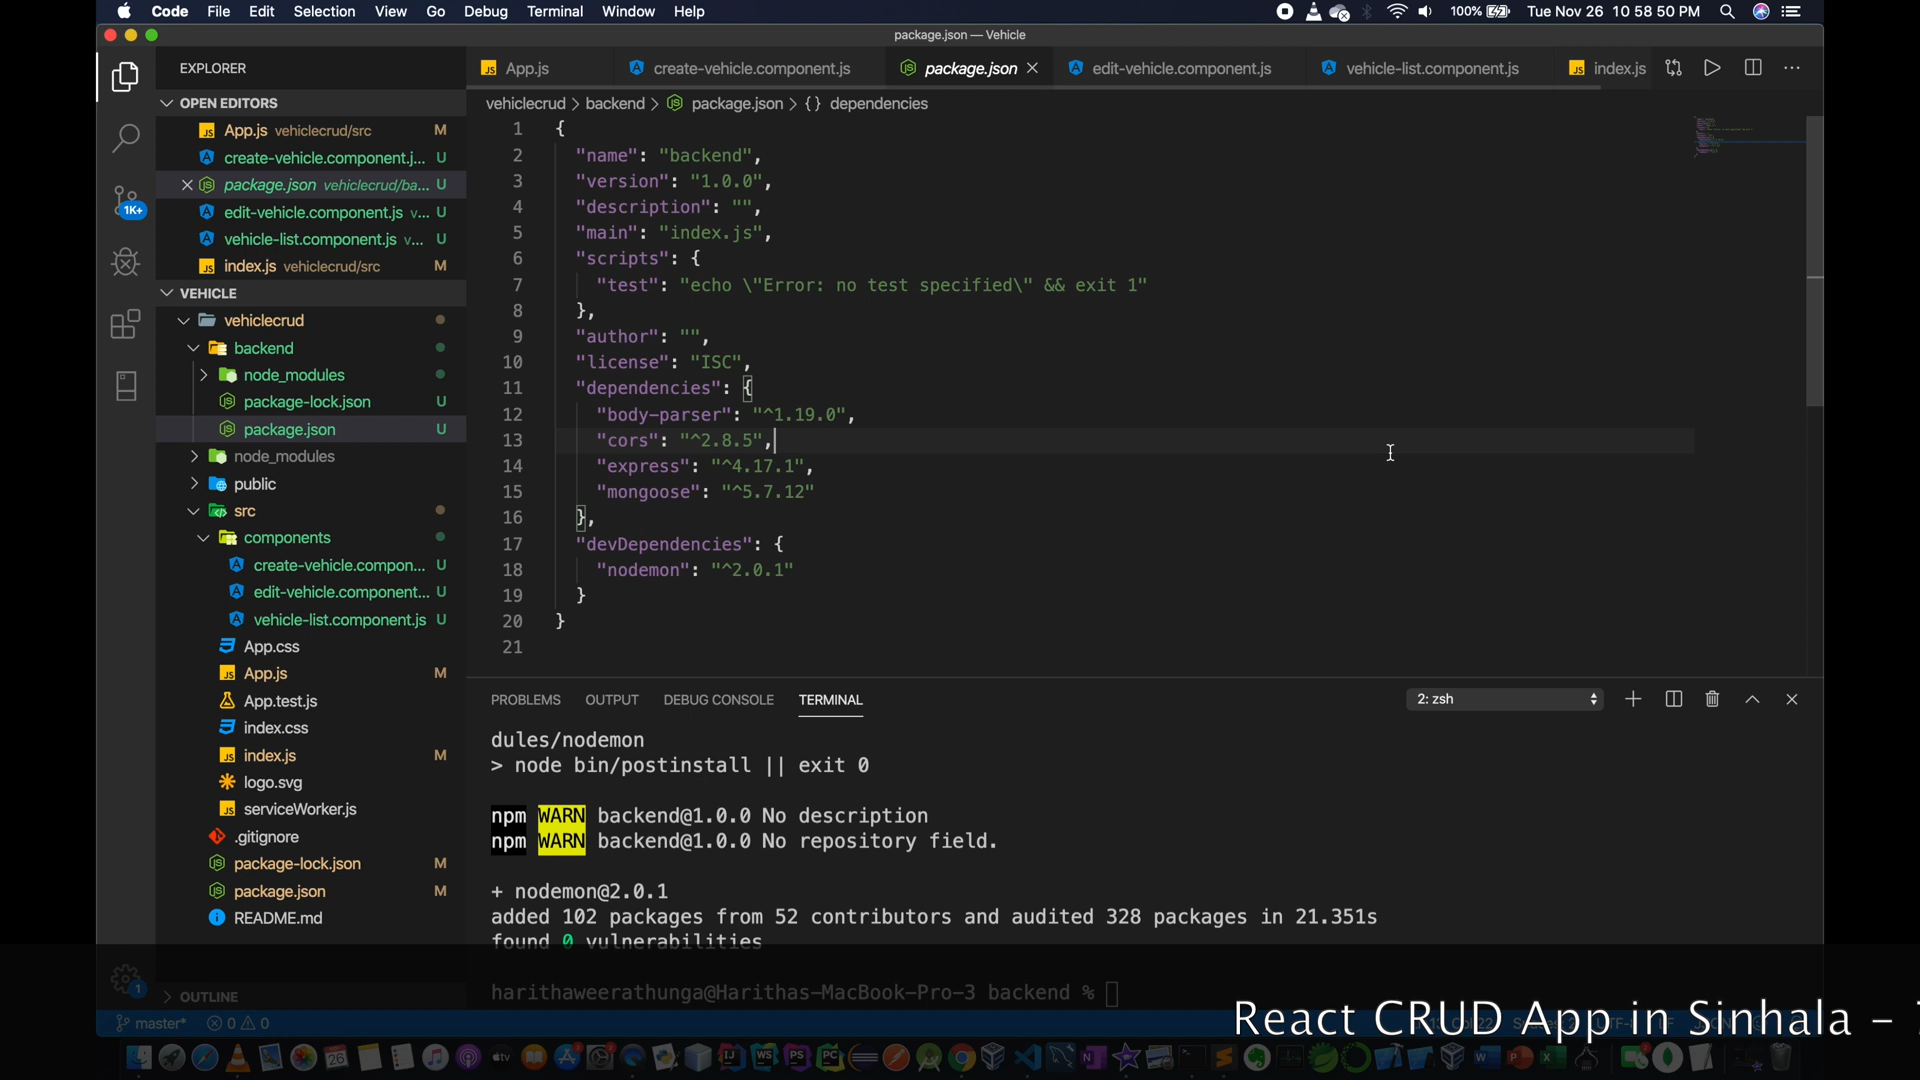 Code File Edit Selection View Go Debug Terminal Window Help
100% Tue Nov 26 10 58 50 PM
package.json — Vehicle
EXPLORER
App.js create-vehicle.component.js package.json edit-vehicle.component.js vehicle-list.component.js index.js
vehiclecrud > backend > package.json > {} dependencies
OPEN EDITORS
App.js vehiclecrud/src M
create-vehicle.component.j... U
package.json vehiclecrud/ba... U
edit-vehicle.component.js v... U
vehicle-list.component.js v... U
index.js vehiclecrud/src M
1K+
VEHICLE
vehiclecrud
backend
node_modules
package-lock.json U
package.json U
node_modules
public
src
components
create-vehicle.compon... U
edit-vehicle.component... U
vehicle-list.component.js U
App.css
App.js M
App.test.js
index.css
index.js M
logo.svg
serviceWorker.js
.gitignore
package-lock.json M
package.json M
README.md
OUTLINE
1
1 {
2 "name": "backend",
3 "version": "1.0.0",
4 "description": "",
5 "main": "index.js",
6 "scripts": {
7 "test": "echo \"Error: no test specified\" && exit 1"
8 },
9 "author": "",
10 "license": "ISC",
11 "dependencies": {
12 "body-parser": "^1.19.0",
13 "cors": "^2.8.5",
14 "express": "^4.17.1",
15 "mongoose": "^5.7.12"
16 },
17 "devDependencies": {
18 "nodemon": "^2.0.1"
19 }
20 }
21
PROBLEMS OUTPUT DEBUG CONSOLE TERMINAL 2: zsh
dules/nodemon
> node bin/postinstall || exit 0
npm WARN backend@1.0.0 No description
npm WARN backend@1.0.0 No repository field.
+ nodemon@2.0.1
added 102 packages from 52 contributors and audited 328 packages in 21.351s
found 0 vulnerabilities
harithaweerathunga@Harithas-MacBook-Pro-3 backend %
master* 0 0
React CRUD App in Sinhala –